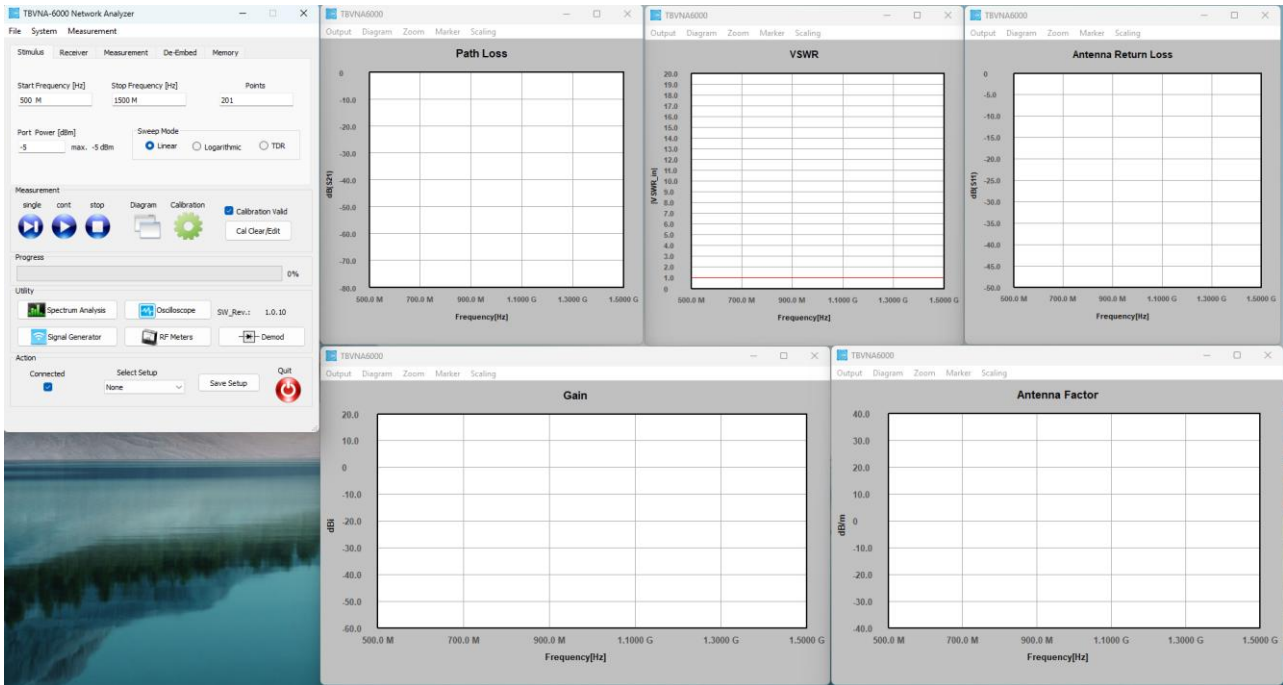 TBVNA-6000 Network Analyzer
File System Measurement
Stimulus Receiver Measurement De-Embed Memory
Start Frequency [Hz] Stop Frequency [Hz] Points
500 M 1500 M 201
Port Power [dBm] Sweep Mode
-5 max. -5 dBm Linear Logarithmic TDR
Measurement
single cont stop Diagram Calibration
Calibration Valid
Cal Clear/Edit
Progress
0%
Utility
Spectrum Analysis Oscilloscope SW_Rev.: 1.0.10
Signal Generator RF Meters Demod
Action
Connected Select Setup Quit
None Save Setup
TBVNA6000
Output Diagram Zoom Marker Scaling
Path Loss
0
-10.0
-20.0
-30.0
-40.0
-50.0
-60.0
-70.0
-80.0
dB[S21]
500.0 M 700.0 M 900.0 M 1.1000 G 1.3000 G 1.5000 G
Frequency[Hz]
TBVNA6000
Output Diagram Zoom Marker Scaling
VSWR
20.0
19.0
18.0
17.0
16.0
15.0
14.0
13.0
12.0
11.0
10.0
9.0
8.0
7.0
6.0
5.0
4.0
3.0
2.0
1.0
0
|VSWR_in|
500.0 M 700.0 M 900.0 M 1.1000 G 1.3000 G 1.5000 G
Frequency[Hz]
TBVNA6000
Output Diagram Zoom Marker Scaling
Antenna Return Loss
0
-5.0
-10.0
-15.0
-20.0
-25.0
-30.0
-35.0
-40.0
-45.0
-50.0
dB(S11)
500.0 M 700.0 M 900.0 M 1.1000 G 1.3000 G 1.5000 G
Frequency[Hz]
TBVNA6000
Output Diagram Zoom Marker Scaling
Gain
20.0
10.0
0
-10.0
-20.0
-30.0
-40.0
-50.0
-60.0
dBi
500.0 M 700.0 M 900.0 M 1.1000 G 1.3000 G 1.5000 G
Frequency[Hz]
TBVNA6000
Output Diagram Zoom Marker Scaling
Antenna Factor
40.0
30.0
20.0
10.0
0
-10.0
-20.0
-30.0
-40.0
dB/m
500.0 M 700.0 M 900.0 M 1.1000 G 1.3000 G 1.5000 G
Frequency[Hz]